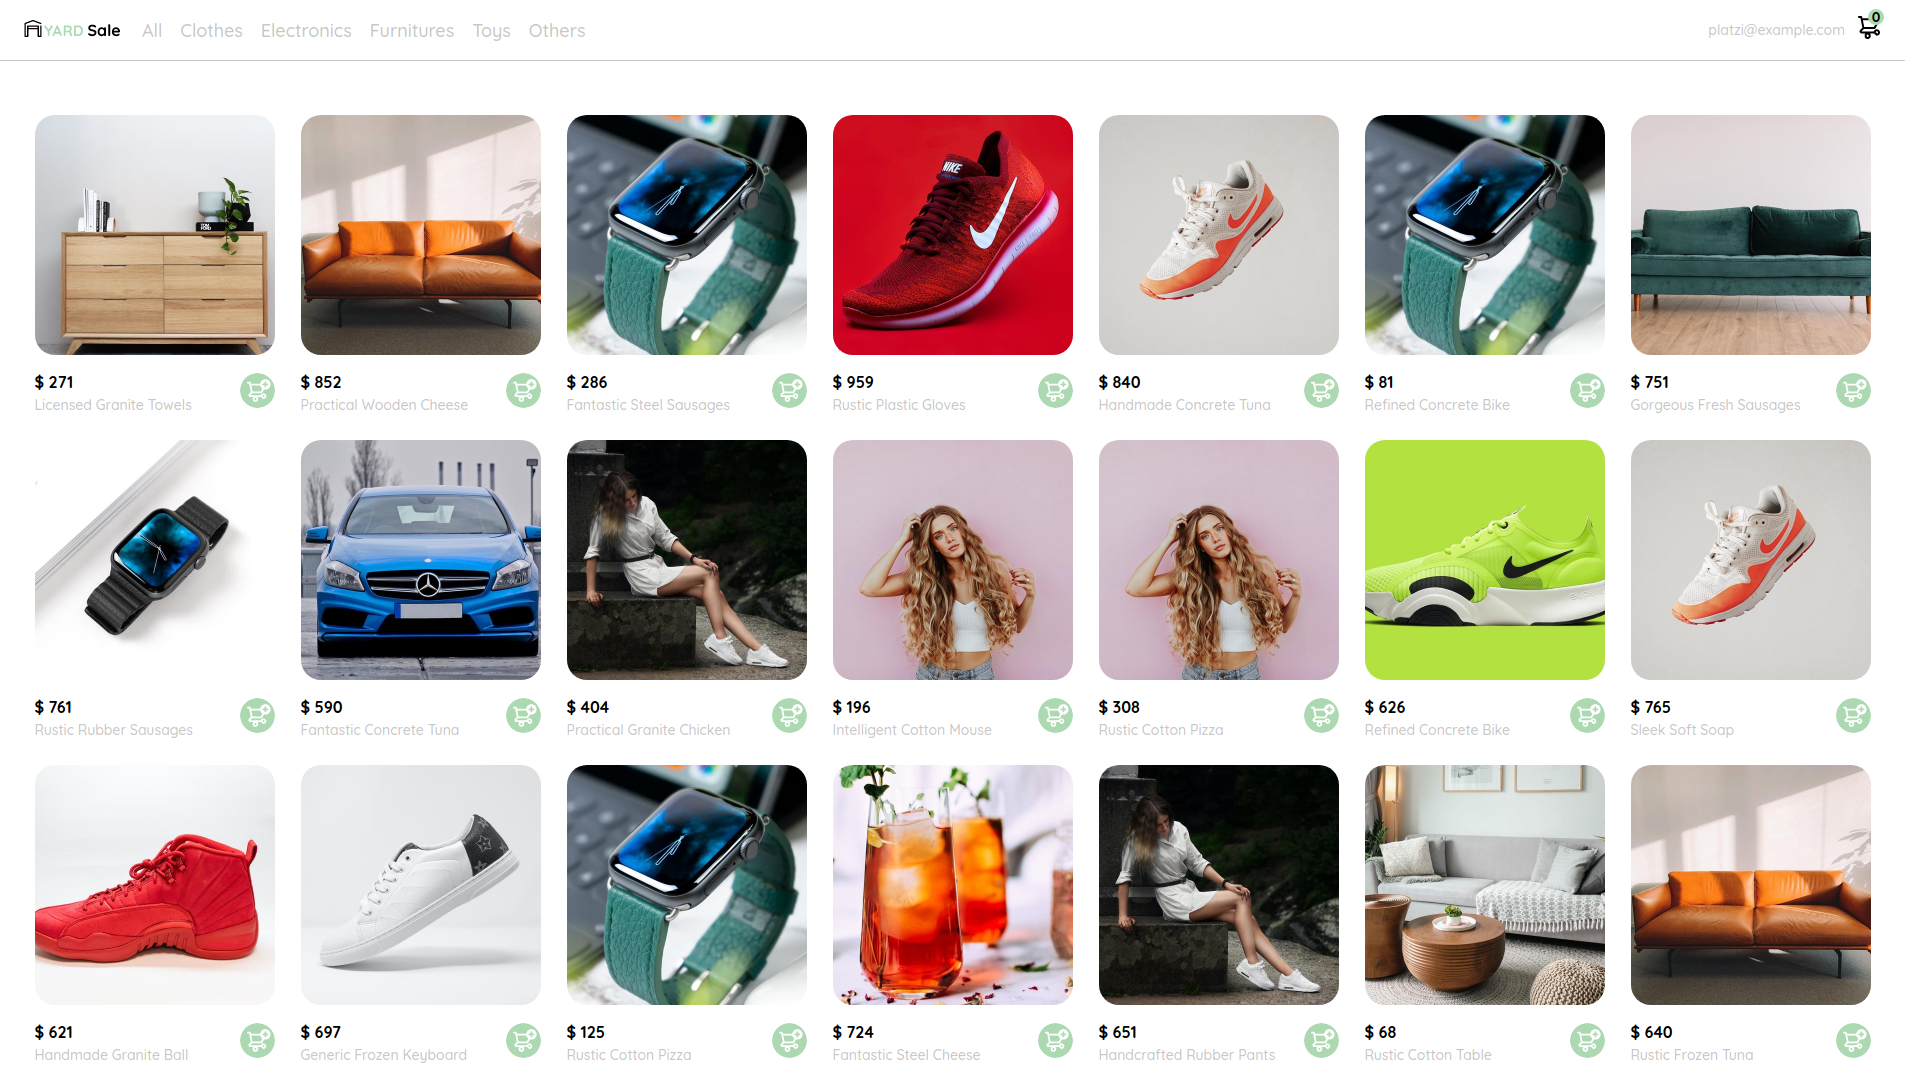 YARD Sale All Clothes Electronics Furnitures Toys Others platzi@example.com 0
NIKE
$ 271
Licensed Granite Towels
$ 852
Practical Wooden Cheese
$ 286
Fantastic Steel Sausages
$ 959
Rustic Plastic Gloves
$ 840
Handmade Concrete Tuna
$ 81
Refined Concrete Bike
$ 751
Gorgeous Fresh Sausages
$ 761
Rustic Rubber Sausages
$ 590
Fantastic Concrete Tuna
$ 404
Practical Granite Chicken
$ 196
Intelligent Cotton Mouse
$ 308
Rustic Cotton Pizza
$ 626
Refined Concrete Bike
$ 765
Sleek Soft Soap
$ 621
Handmade Granite Ball
$ 697
Generic Frozen Keyboard
$ 125
Rustic Cotton Pizza
$ 724
Fantastic Steel Cheese
$ 651
Handcrafted Rubber Pants
$ 68
Rustic Cotton Table
$ 640
Rustic Frozen Tuna